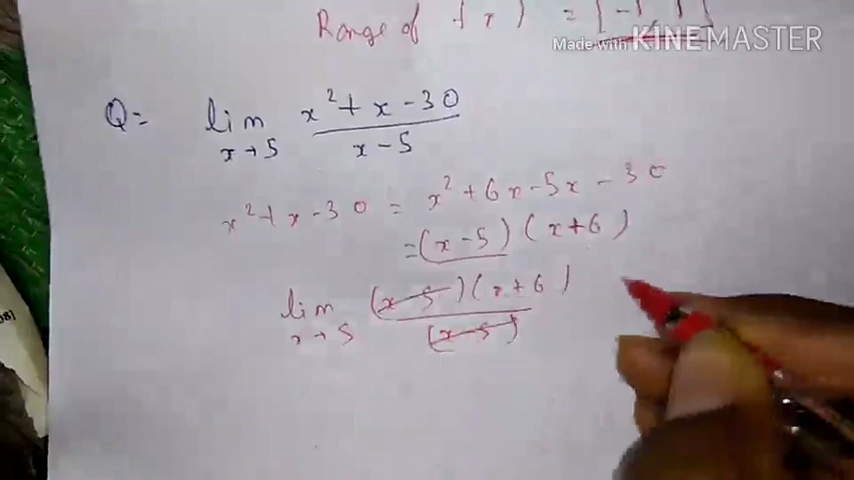 Range of f(x) = [-1, 1]
Made with KINEMASTER
Q= lim x→5 x²+x-30 / x-5
x²+x-30 = x²+6x-5x-30
=(x-5)(x+6)
lim x→5 (x-5)(x+6) / (x-5)